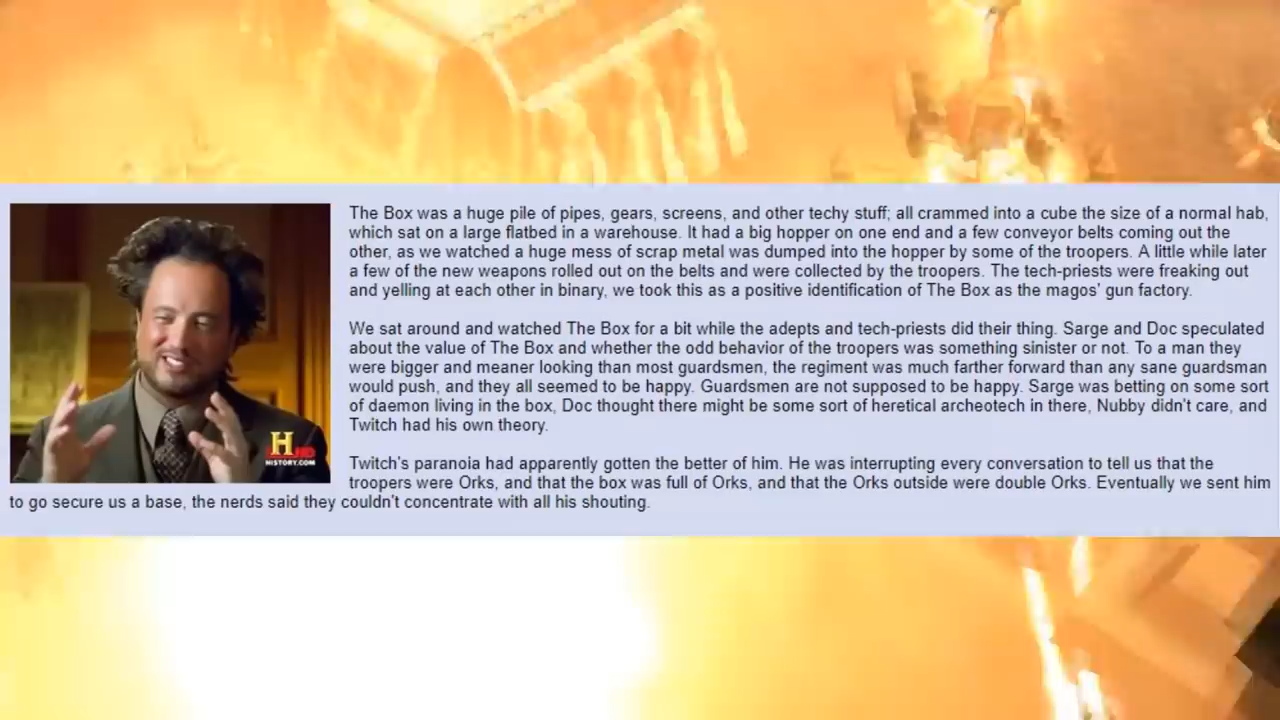 The Box was a huge pile of pipes, gears, screens, and other techy stuff; all crammed into a cube the size of a normal hab,
which sat on a large flatbed in a warehouse. It had a big hopper on one end and a few conveyor belts coming out the
other, as we watched a huge mess of scrap metal was dumped into the hopper by some of the troopers. A little while later
a few of the new weapons rolled out on the belts and were collected by the troopers. The tech-priests were freaking out
and yelling at each other in binary, we took this as a positive identification of The Box as the magos' gun factory.
We sat around and watched The Box for a bit while the adepts and tech-priests did their thing. Sarge and Doc speculated
about the value of The Box and whether the odd behavior of the troopers was something sinister or not. To a man they
were bigger and meaner looking than most guardsmen, the regiment was much farther forward than any sane guardsman
would push, and they all seemed to be happy. Guardsmen are not supposed to be happy. Sarge was betting on some sort
of daemon living in the box, Doc thought there might be some sort of heretical archeotech in there, Nubby didn't care, and
Twitch had his own theory.
Twitch's paranoia had apparently gotten the better of him. He was interrupting every conversation to tell us that the
troopers were Orks, and that the box was full of Orks, and that the Orks outside were double Orks. Eventually we sent him
to go secure us a base, the nerds said they couldn't concentrate with all his shouting.
H HD
HISTORY.COM